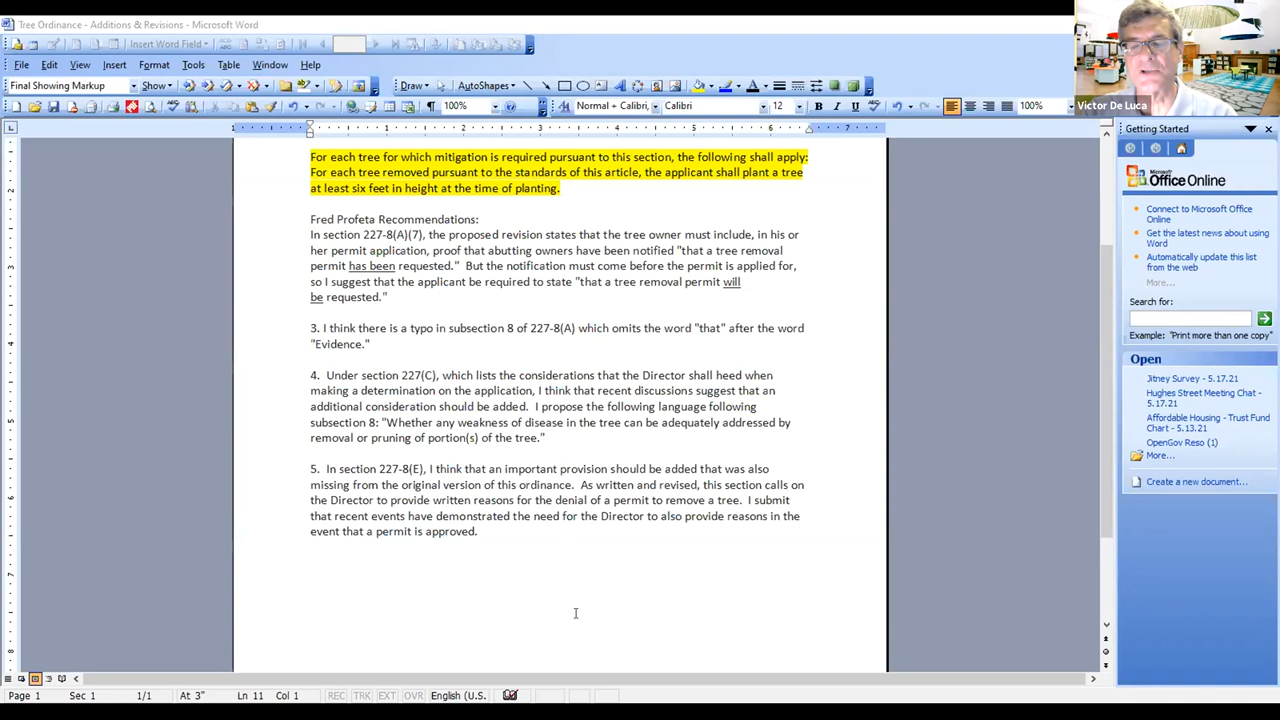 Tree Ordinance - Additions & Revisions - Microsoft Word
Insert Word Field
File Edit View Insert Format Tools Table Window Help
Final Showing Markup Show Draw AutoShapes
100% Normal + Calibri, Calibri 12 B I U 100%
Victor De Luca
1 1 2 3 4 5 6 7
For each tree for which mitigation is required pursuant to this section, the following shall apply:
For each tree removed pursuant to the standards of this article, the applicant shall plant a tree
at least six feet in height at the time of planting.
Fred Profeta Recommendations:
In section 227-8(A)(7), the proposed revision states that the tree owner must include, in his or
her permit application, proof that abutting owners have been notified "that a tree removal
permit has been requested." But the notification must come before the permit is applied for,
so I suggest that the applicant be required to state "that a tree removal permit will
be requested."
3. I think there is a typo in subsection 8 of 227-8(A) which omits the word "that" after the word
"Evidence."
4. Under section 227(C), which lists the considerations that the Director shall heed when
making a determination on the application, I think that recent discussions suggest that an
additional consideration should be added. I propose the following language following
subsection 8: "Whether any weakness of disease in the tree can be adequately addressed by
removal or pruning of portion(s) of the tree."
5. In section 227-8(E), I think that an important provision should be added that was also
missing from the original version of this ordinance. As written and revised, this section calls on
the Director to provide written reasons for the denial of a permit to remove a tree. I submit
that recent events have demonstrated the need for the Director to also provide reasons in the
event that a permit is approved.
Getting Started
Office Online
Connect to Microsoft Office
Online
Get the latest news about using
Word
Automatically update this list
from the web
More...
Search for:
Example: "Print more than one copy"
Open
Jitney Survey - 5.17.21
Hughes Street Meeting Chat -
5.17.21
Affordable Housing - Trust Fund
Chart - 5.13.21
OpenGov Reso (1)
More...
Create a new document...
Page 1 Sec 1 1/1 At 3" Ln 11 Col 1 REC TRK EXT OVR English (U.S.